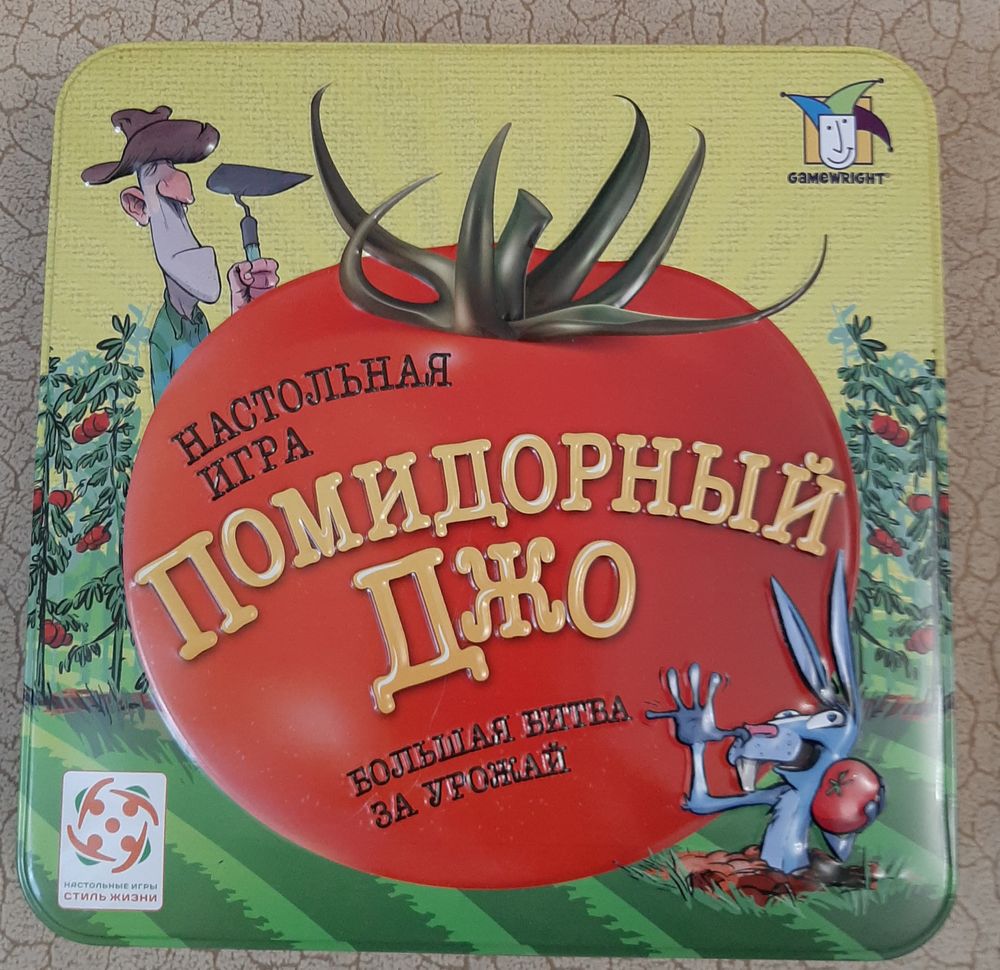 GAMEWRIGHT®
НАСТОЛЬНАЯ
ИГРА
ПОМИДОРНЫЙ
ДЖО
БОЛЬШАЯ БИТВА
ЗА УРОЖАЙ
НАСТОЛЬНЫЕ ИГРЫ
СТИЛЬ ЖИЗНИ